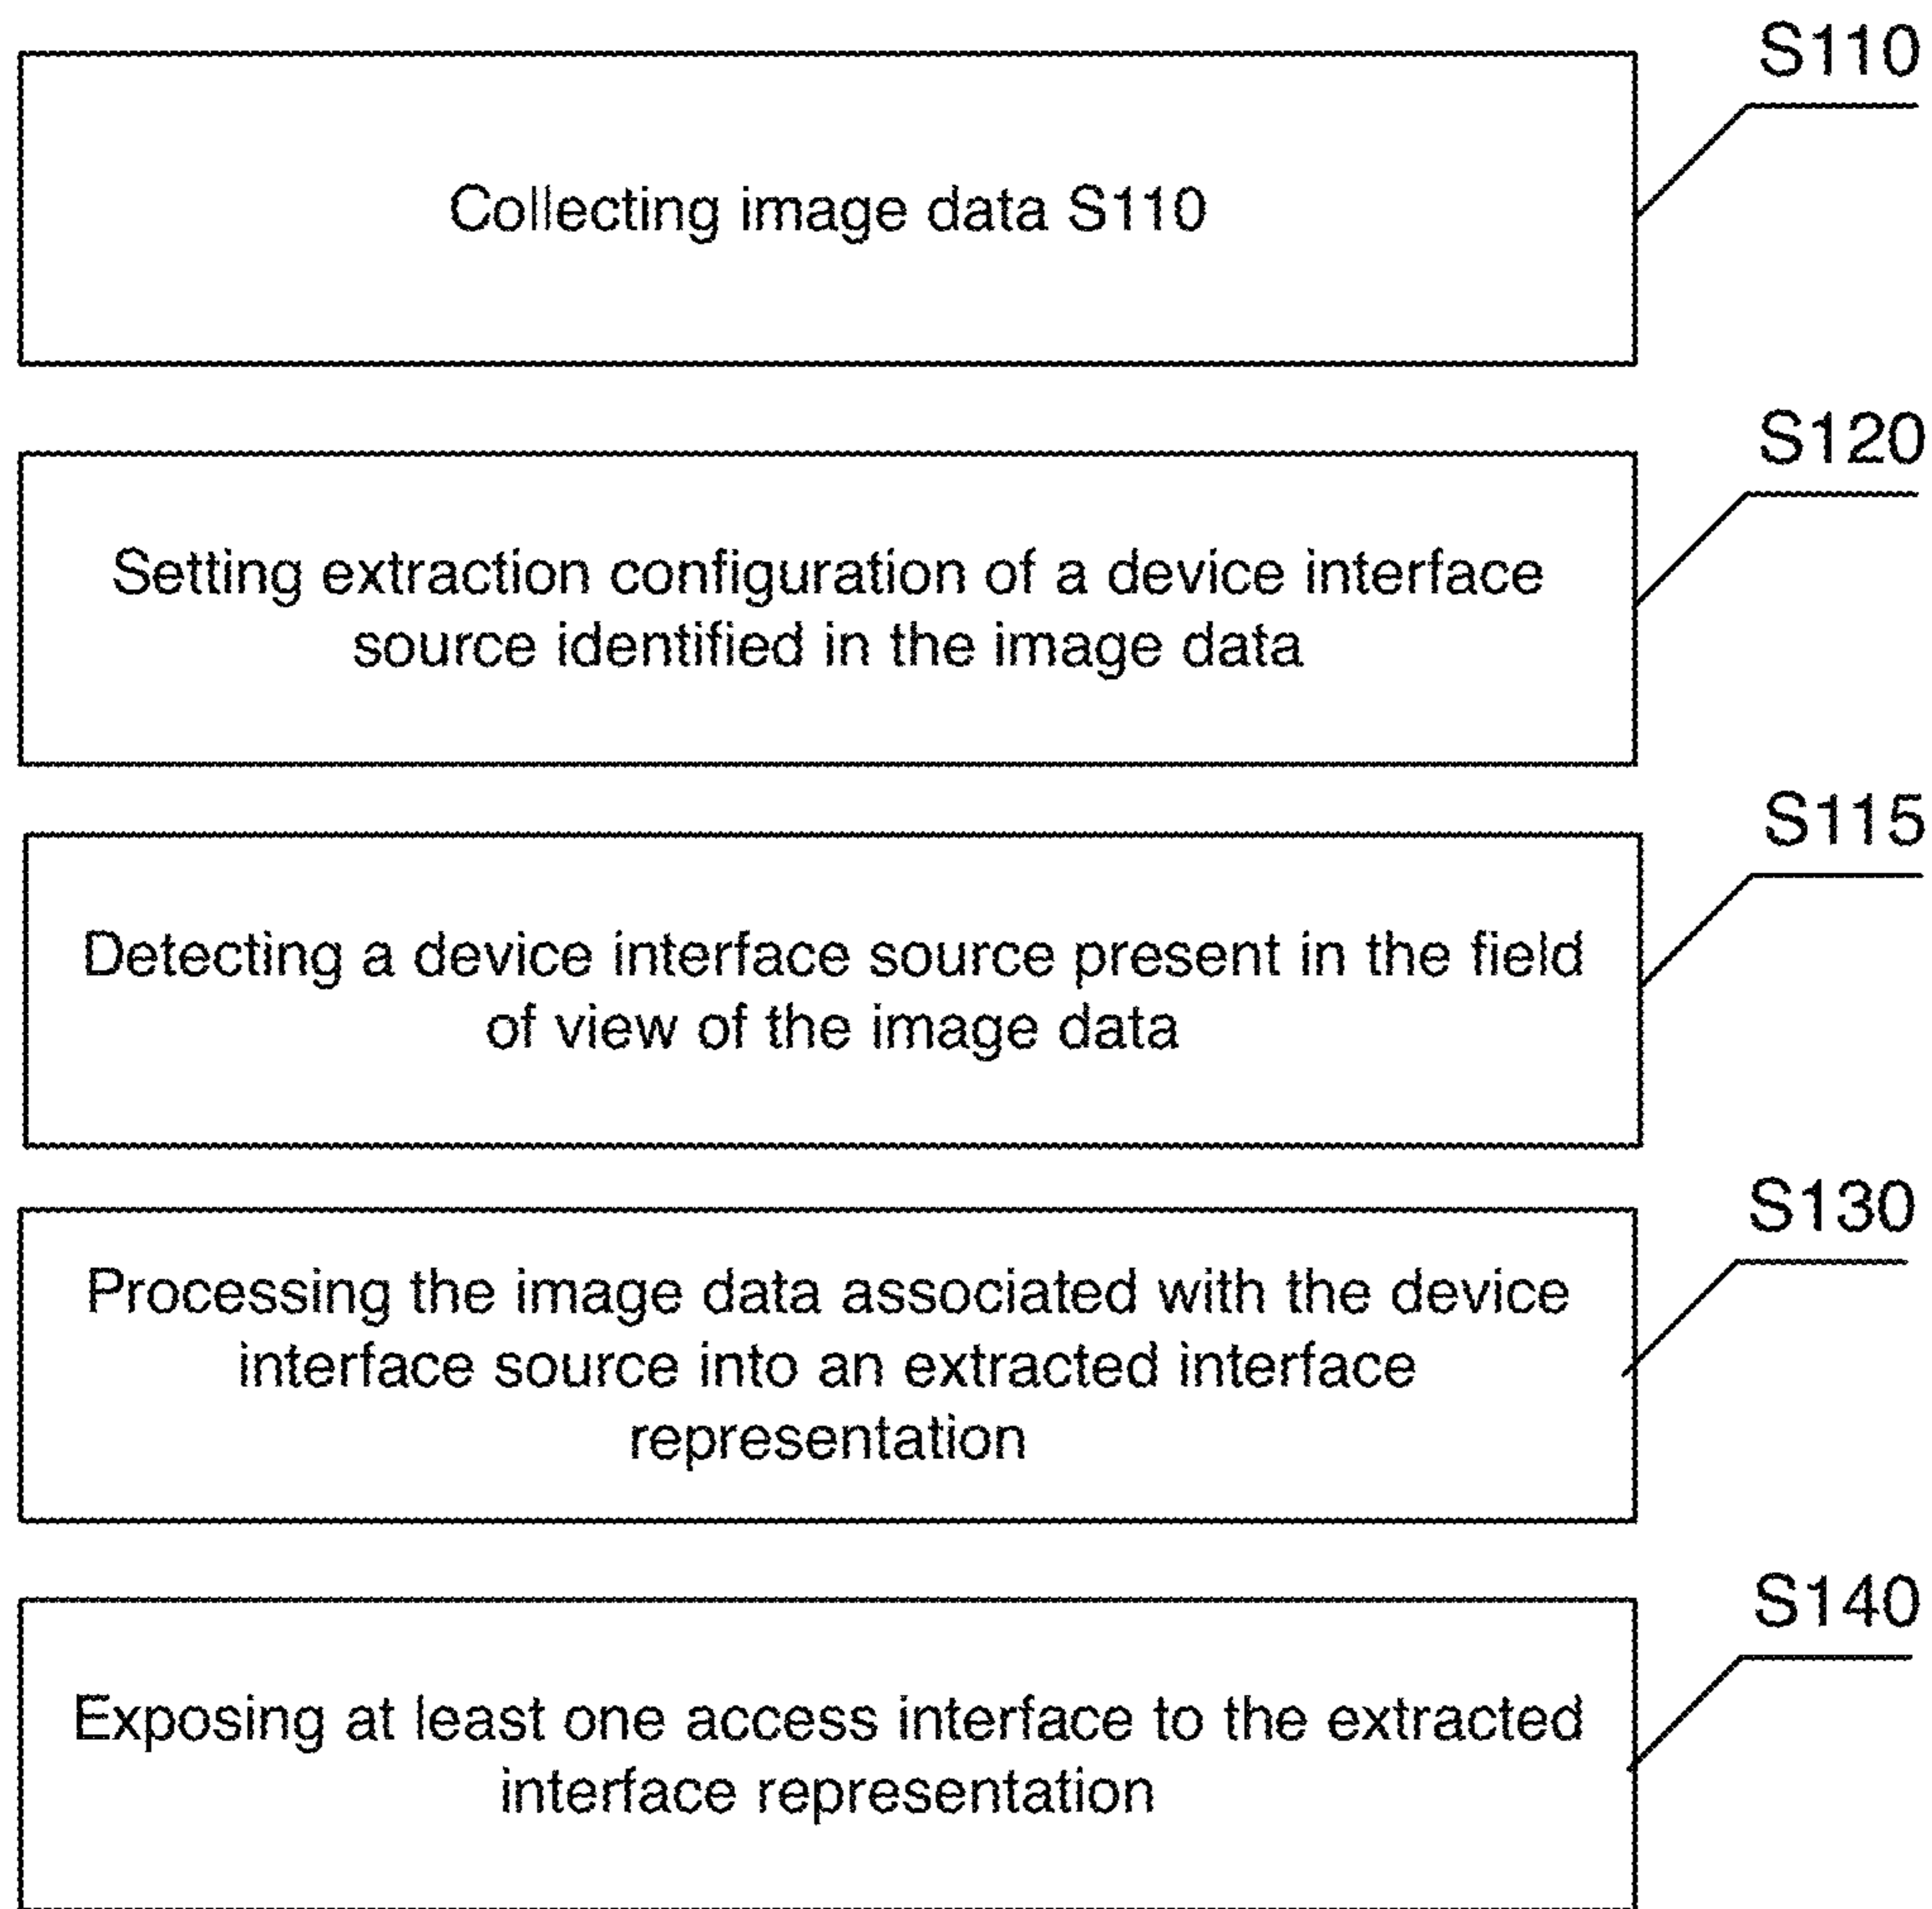 S110
Collecting image data S110
S120
Setting extraction configuration of a device interface
source identified in the image data
S115
Detecting a device interface source present in the field
of view of the image data
S130
Processing the image data associated with the device
interface source into an extracted interface
representation
S140
Exposing at least one access interface to the extracted
interface representation